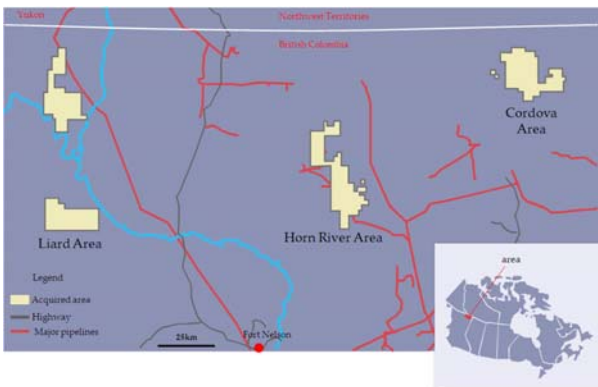 Yukon
Northwest Territories
British Colombia
Cordova
Area
Liard Area
Horn River Area
Legend
Acquired area
Highway
Major pipelines
25km
Fort Nelson
area